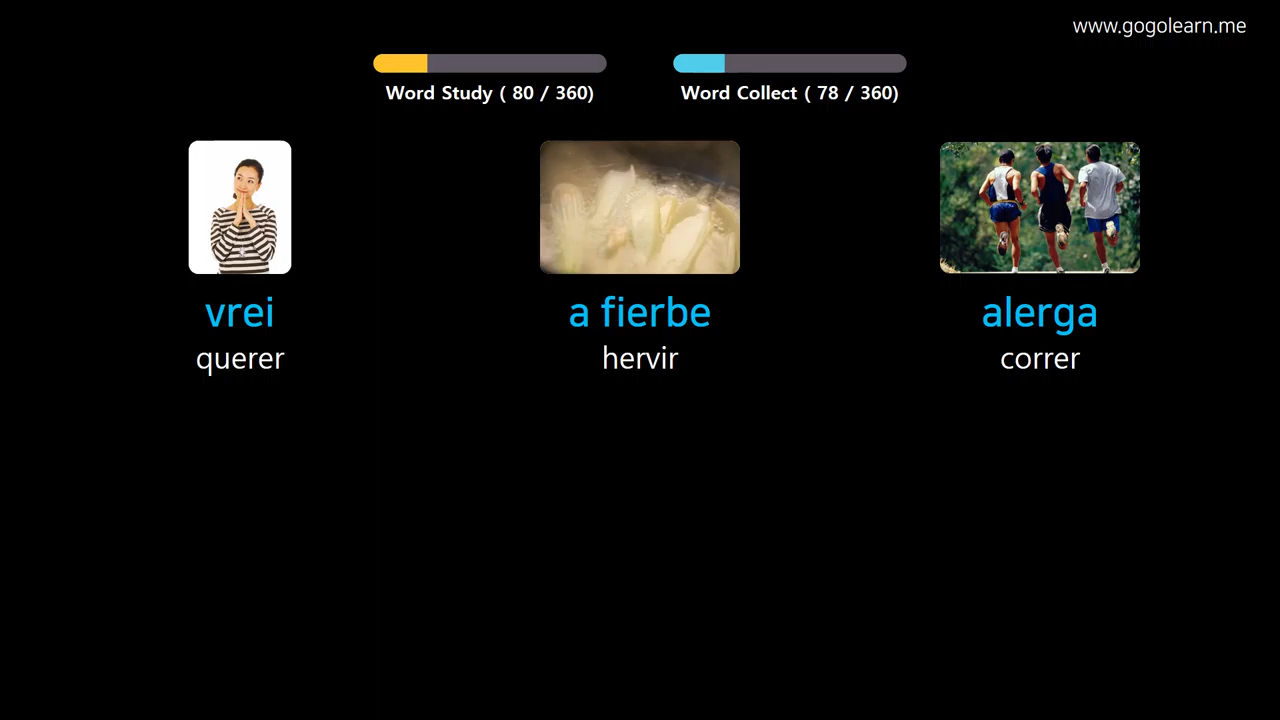 www.gogolearn.me
Word Study ( 80 / 360)
Word Collect ( 78 / 360)
vrei
querer
a fierbe
hervir
alerga
correr